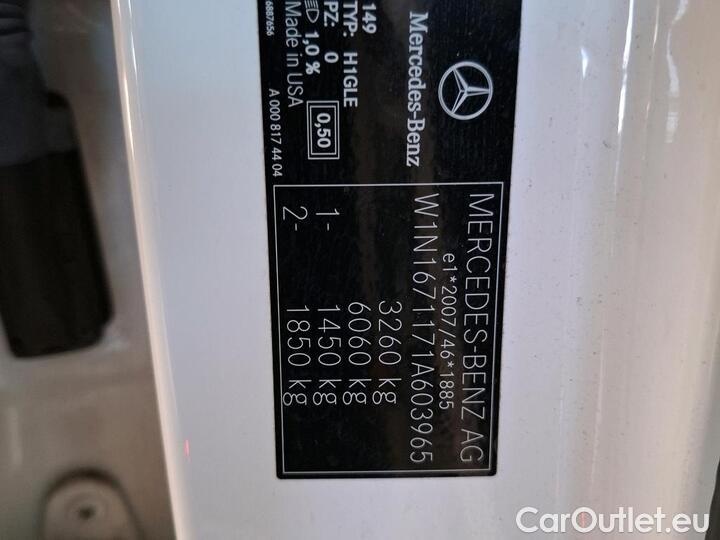 Mercedes-Benz
149
TYP: H1GLE
PZ: 0
1,0 %
0,50
Made in USA
6887656
A 000 817 44 04
MERCEDES-BENZ AG
e1*2007/46*1885
W1N1671171A603965
3260 kg
6060 kg
1- 1450 kg
2- 1850 kg
CarOutlet.eu